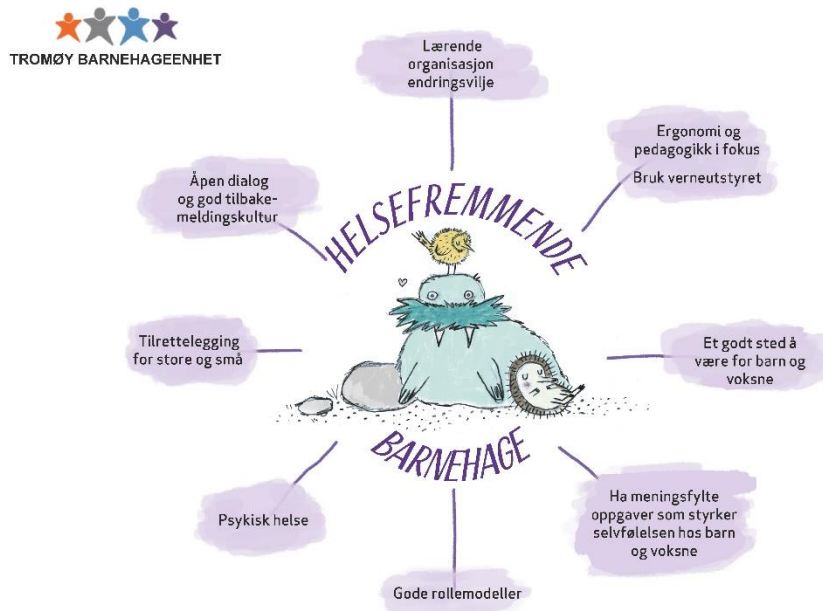 TROMØY BARNEHAGEENHET
Lærende
organisasjon
endringsvilje
Ergonomi og
pedagogikk i fokus
Bruk verneutstyret
Åpen dialog
og god tilbake-
meldingskultur
HELSEFREMMENDE
Tilrettelegging
for store og små
Et godt sted å
være for barn og
voksne
BARNEHAGE
Psykisk helse
Ha meningsfylte
oppgaver som styrker
selvfølelsen hos barn
og voksne
Gode rollemodeller